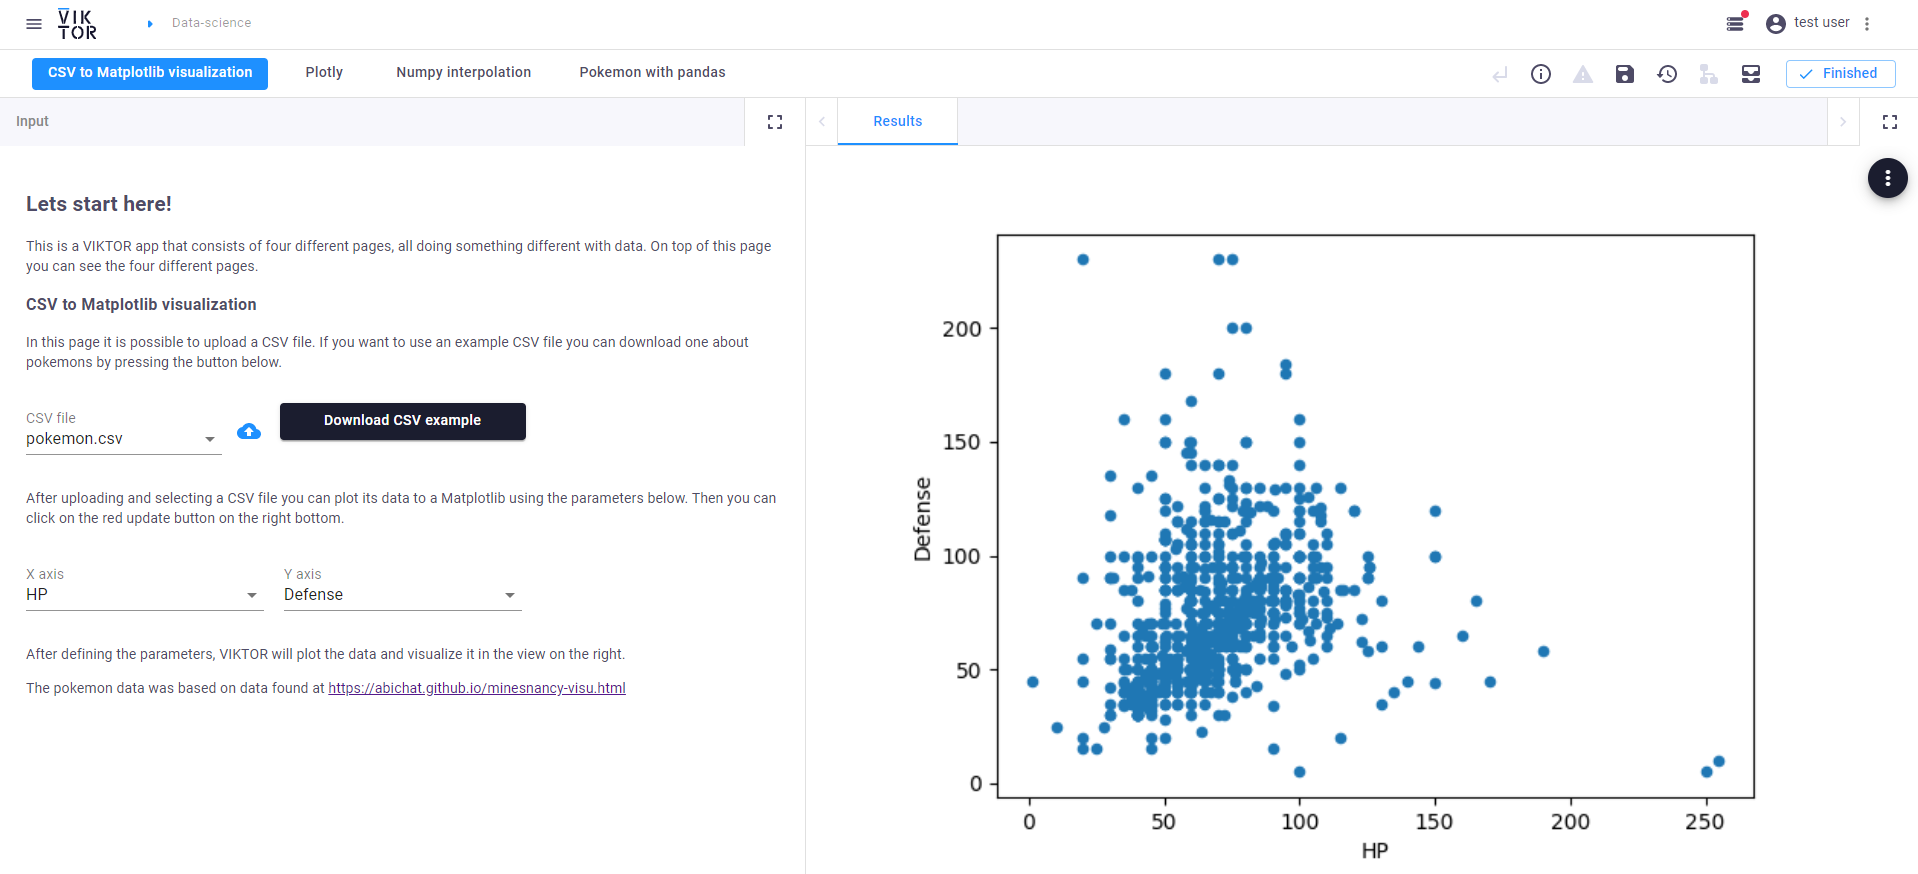 VIKTOR
Data-science
test user
CSV to Matplotlib visualization
Plotly
Numpy interpolation
Pokemon with pandas
Finished
Input
Results
Lets start here!
This is a VIKTOR app that consists of four different pages, all doing something different with data. On top of this page
you can see the four different pages.
CSV to Matplotlib visualization
In this page it is possible to upload a CSV file. If you want to use an example CSV file you can download one about
pokemons by pressing the button below.
CSV file
pokemon.csv
Download CSV example
After uploading and selecting a CSV file you can plot its data to a Matplotlib using the parameters below. Then you can
click on the red update button on the right bottom.
X axis
HP
Y axis
Defense
After defining the parameters, VIKTOR will plot the data and visualize it in the view on the right.
The pokemon data was based on data found at https://abichat.github.io/minesnancy-visu.html
200
150
100
50
0
Defense
0 50 100 150 200 250
HP